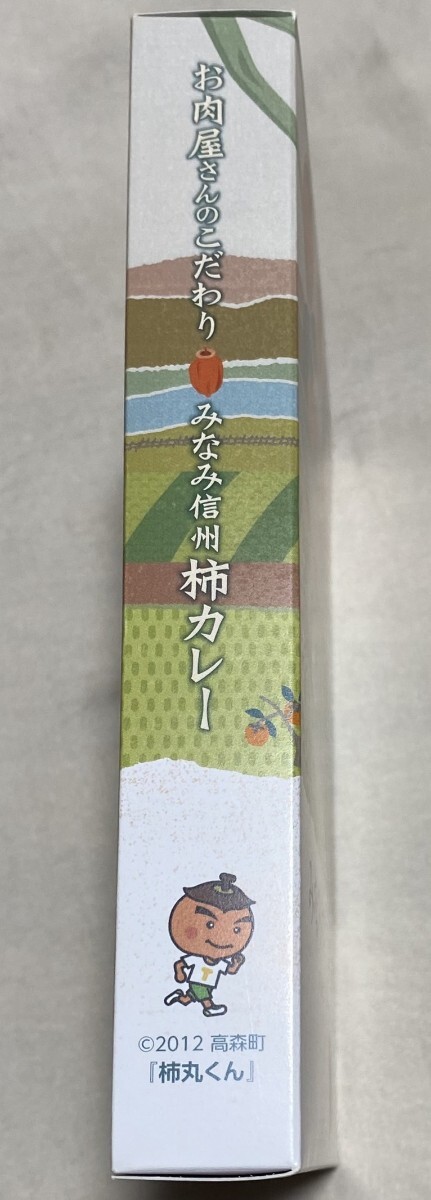 お肉屋さんのこだわり
みなみ信州 柿カレー
T
©2012 高森町
『柿丸くん』